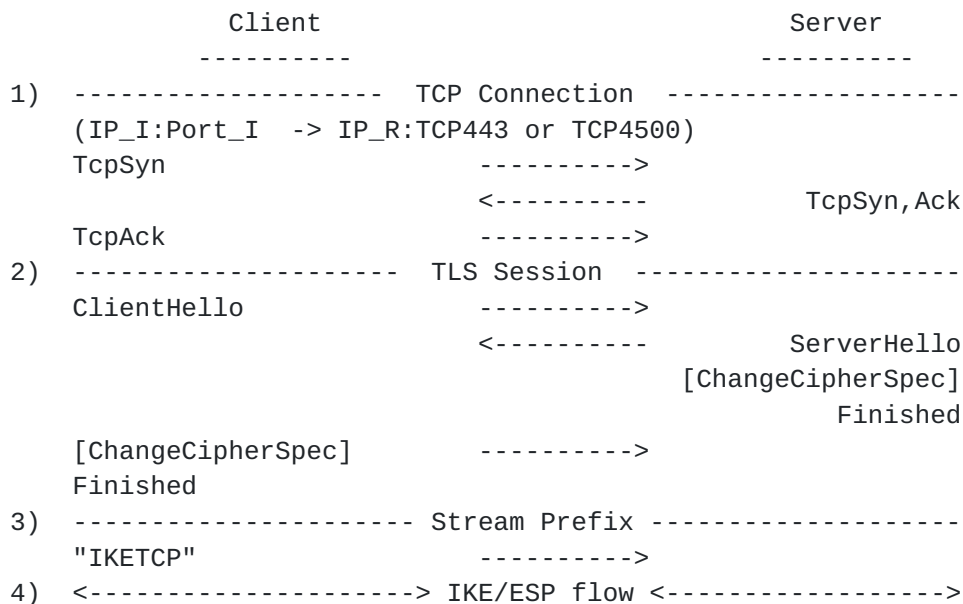 Client                              Server
            ----------                          ----------
1)  --------------------  TCP Connection  -------------------
    (IP_I:Port_I  -> IP_R:TCP443 or TCP4500)
    TcpSyn                    ---------->
                              <----------          TcpSyn,Ack
    TcpAck                    ---------->
2)  ---------------------  TLS Session  ---------------------
    ClientHello               ---------->
                              <----------         ServerHello
                                           [ChangeCipherSpec]
                                                     Finished
    [ChangeCipherSpec]        ---------->
    Finished
3)  ---------------------- Stream Prefix --------------------
    "IKETCP"                  ---------->
4)  <----------------------> IKE/ESP flow <------------------>